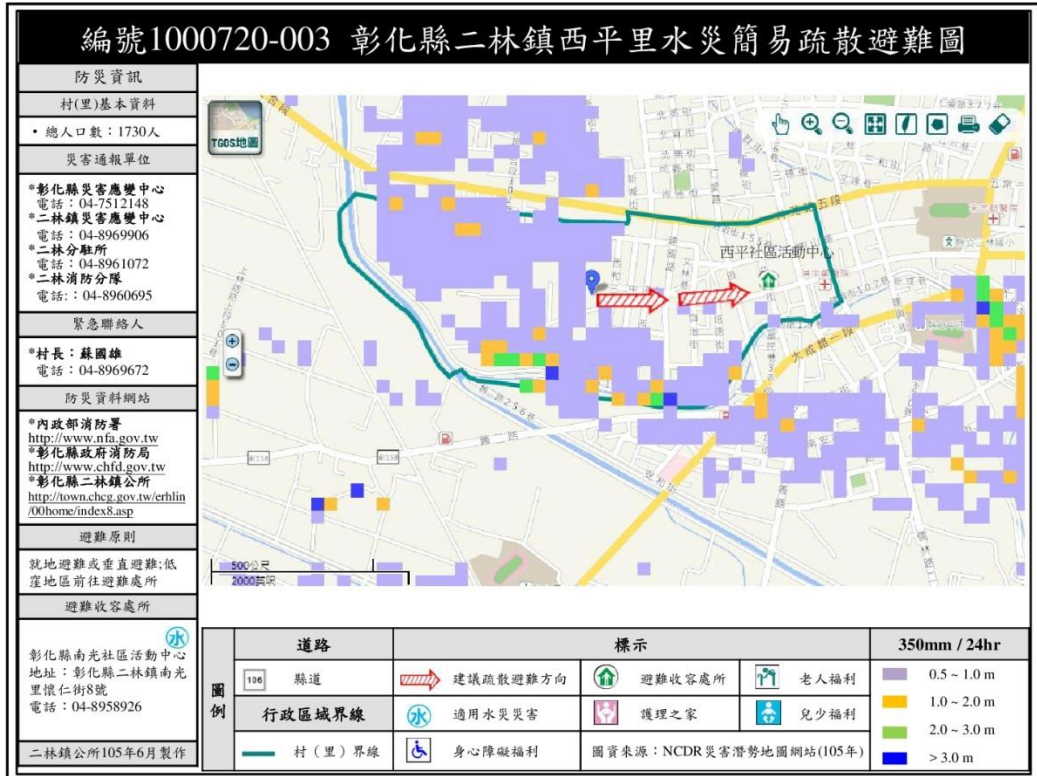 編號1000720-003 彰化縣二林鎮西平里水災簡易疏散避難圖
防災資訊
村(里)基本資料
• 總人口數：1730人
災害通報單位
*彰化縣災害應變中心
電話：04-7512148
*二林鎮災害應變中心
電話：04-8969906
*二林分駐所
電話：04-8961072
*二林消防分隊
電話:：04-8960695
緊急聯絡人
*村長：蘇國雄
電話：04-8969672
防災資料網站
*內政部消防署
http://www.nfa.gov.tw
*彰化縣政府消防局
http://www.chfd.gov.tw
*彰化縣二林鎮公所
http://town.chcg.gov.tw/erhlin
/00home/index8.asp
避難原則
就地避難或垂直避難;低
窪地區前往避難處所
避難收容處所
水
彰化縣南光社區活動中心
地址：彰化縣二林鎮南光
里懷仁街8號
電話：04-8958926
二林鎮公所105年6月製作
TGOS地圖
西平社區活動中心
大成路一段
500公尺
2000英呎
圖例
道路
標示
350mm / 24hr
106
縣道
建議疏散避難方向
避難收容處所
老人福利
0.5 ~ 1.0 m
行政區域界線
水
適用水災災害
護理之家
兒少福利
1.0 ~ 2.0 m
村（里）界線
身心障礙福利
圖資來源：NCDR災害潛勢地圖網站(105年)
2.0 ~ 3.0 m
> 3.0 m